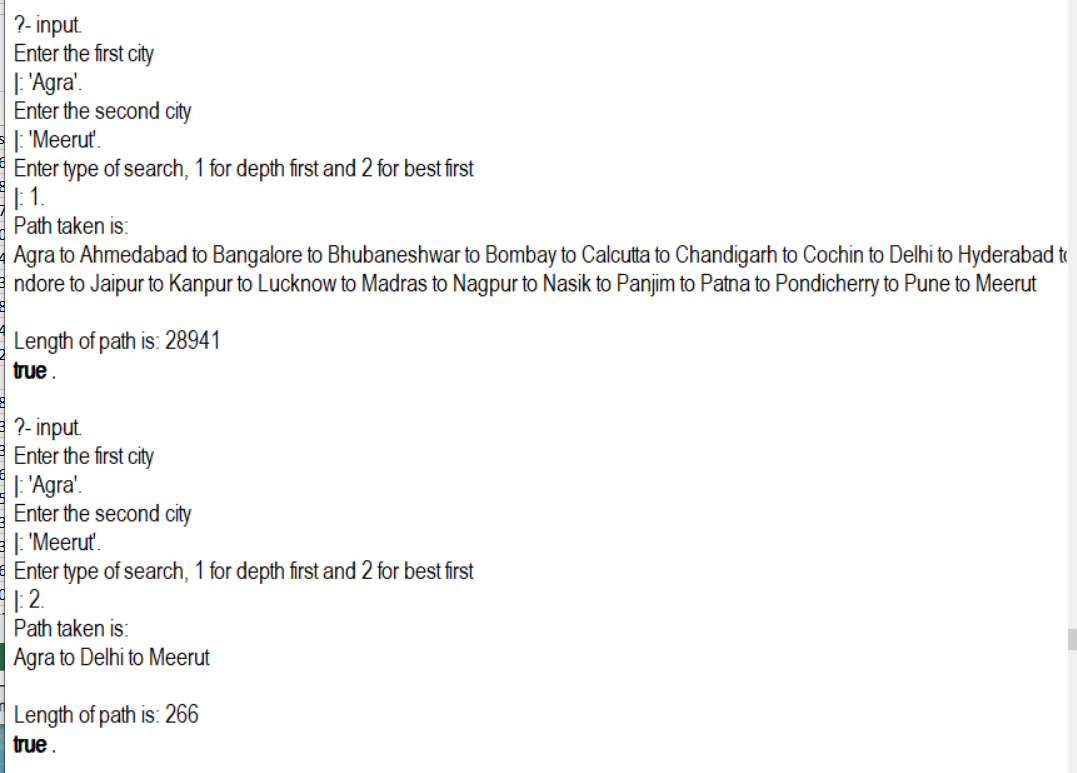 ?- input.
Enter the first city
|: 'Agra'.
Enter the second city
|: 'Meerut'.
Enter type of search, 1 for depth first and 2 for best first
|: 1.
Path taken is:
Agra to Ahmedabad to Bangalore to Bhubaneshwar to Bombay to Calcutta to Chandigarh to Cochin to Delhi to Hyderabad to
ndore to Jaipur to Kanpur to Lucknow to Madras to Nagpur to Nasik to Panjim to Patna to Pondicherry to Pune to Meerut
Length of path is: 28941
true .
?- input.
Enter the first city
|: 'Agra'.
Enter the second city
|: 'Meerut'.
Enter type of search, 1 for depth first and 2 for best first
|: 2.
Path taken is:
Agra to Delhi to Meerut
Length of path is: 266
true .